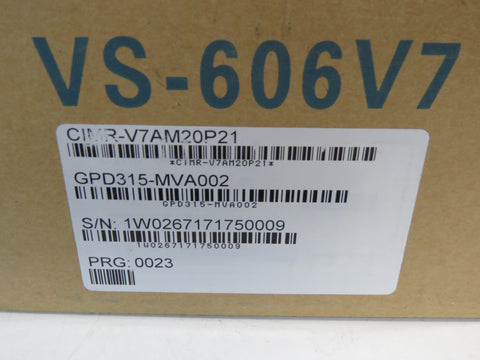 VS-606V7
CIMR-V7AM20P21
*CIMR-V7AM20P21*
GPD315-MVA002
GPD315-MVA002
S/N: 1W0267171750009
1W0267171750009
PRG: 0023